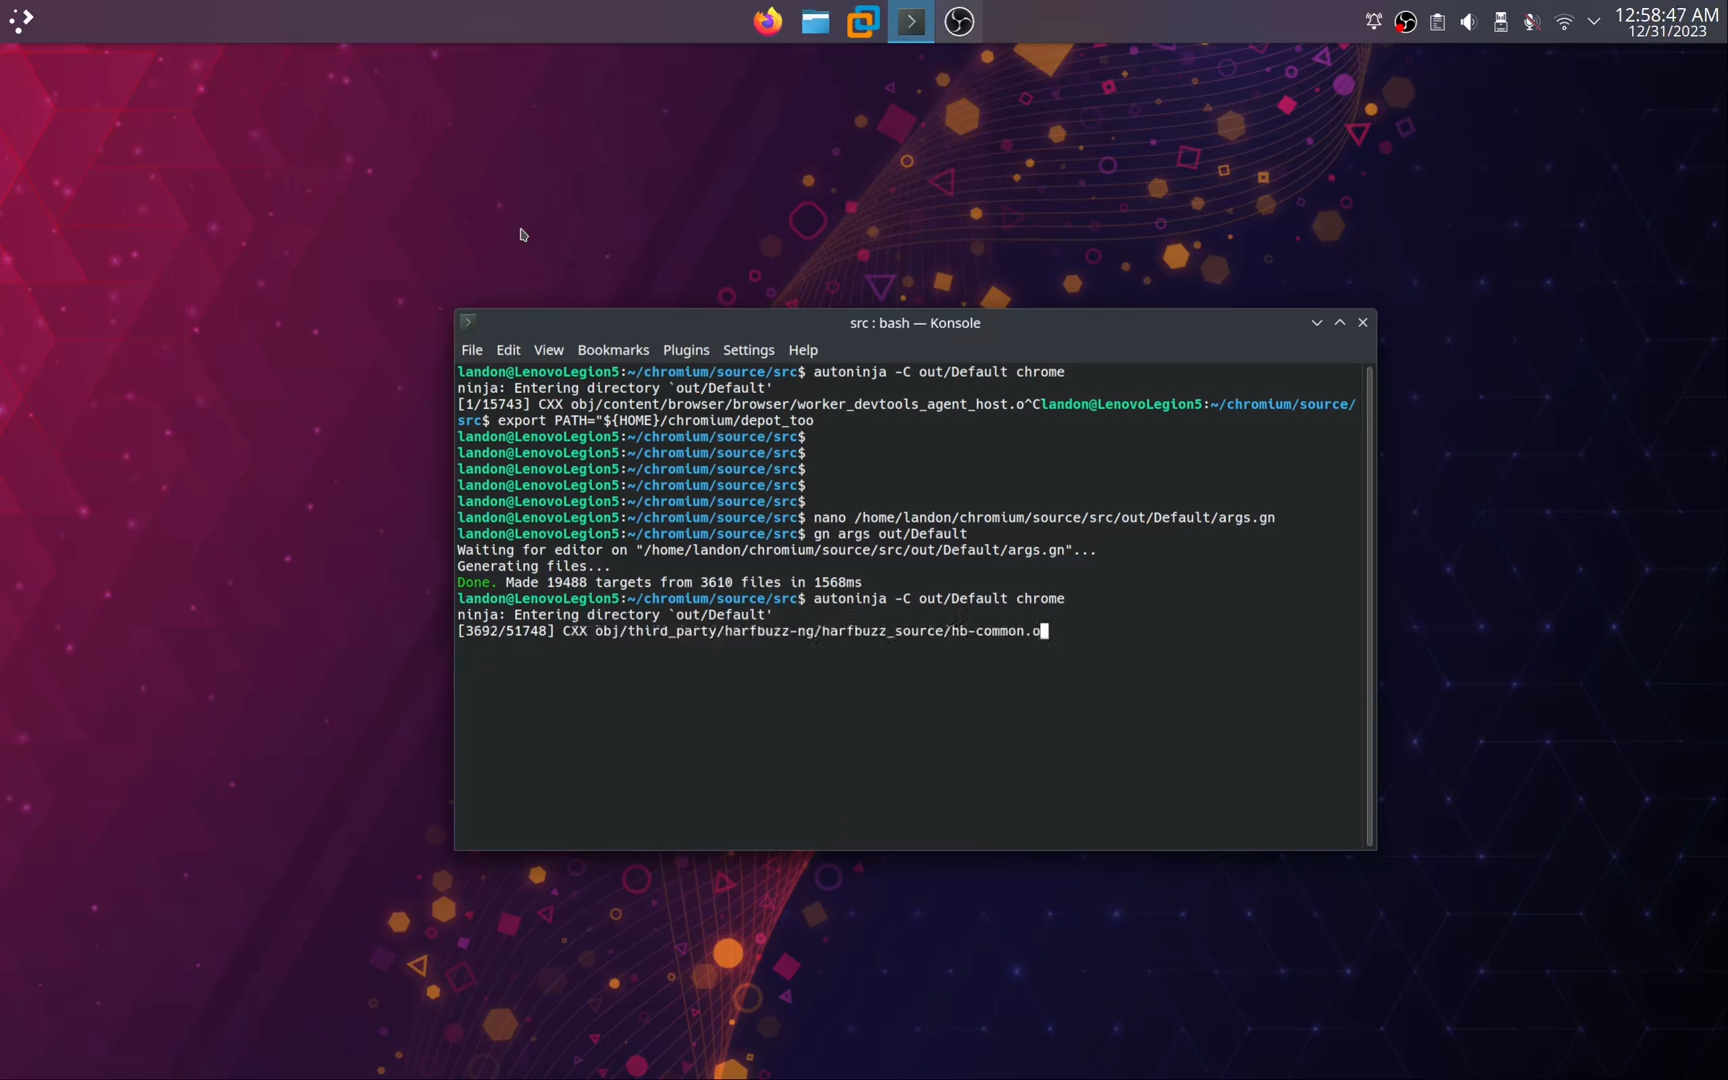 12:58:47 AM
12/31/2023
src : bash — Konsole
File Edit View Bookmarks Plugins Settings Help
landon@LenovoLegion5:~/chromium/source/src$ autoninja -C out/Default chrome
ninja: Entering directory `out/Default'
[1/15743] CXX obj/content/browser/browser/worker_devtools_agent_host.o^Clandon@LenovoLegion5:~/chromium/source/
src$ export PATH="${HOME}/chromium/depot_too
landon@LenovoLegion5:~/chromium/source/src$
landon@LenovoLegion5:~/chromium/source/src$
landon@LenovoLegion5:~/chromium/source/src$
landon@LenovoLegion5:~/chromium/source/src$
landon@LenovoLegion5:~/chromium/source/src$
landon@LenovoLegion5:~/chromium/source/src$ nano /home/landon/chromium/source/src/out/Default/args.gn
landon@LenovoLegion5:~/chromium/source/src$ gn args out/Default
Waiting for editor on "/home/landon/chromium/source/src/out/Default/args.gn"...
Generating files...
Done. Made 19488 targets from 3610 files in 1568ms
landon@LenovoLegion5:~/chromium/source/src$ autoninja -C out/Default chrome
ninja: Entering directory `out/Default'
[3692/51748] CXX obj/third_party/harfbuzz-ng/harfbuzz_source/hb-common.o